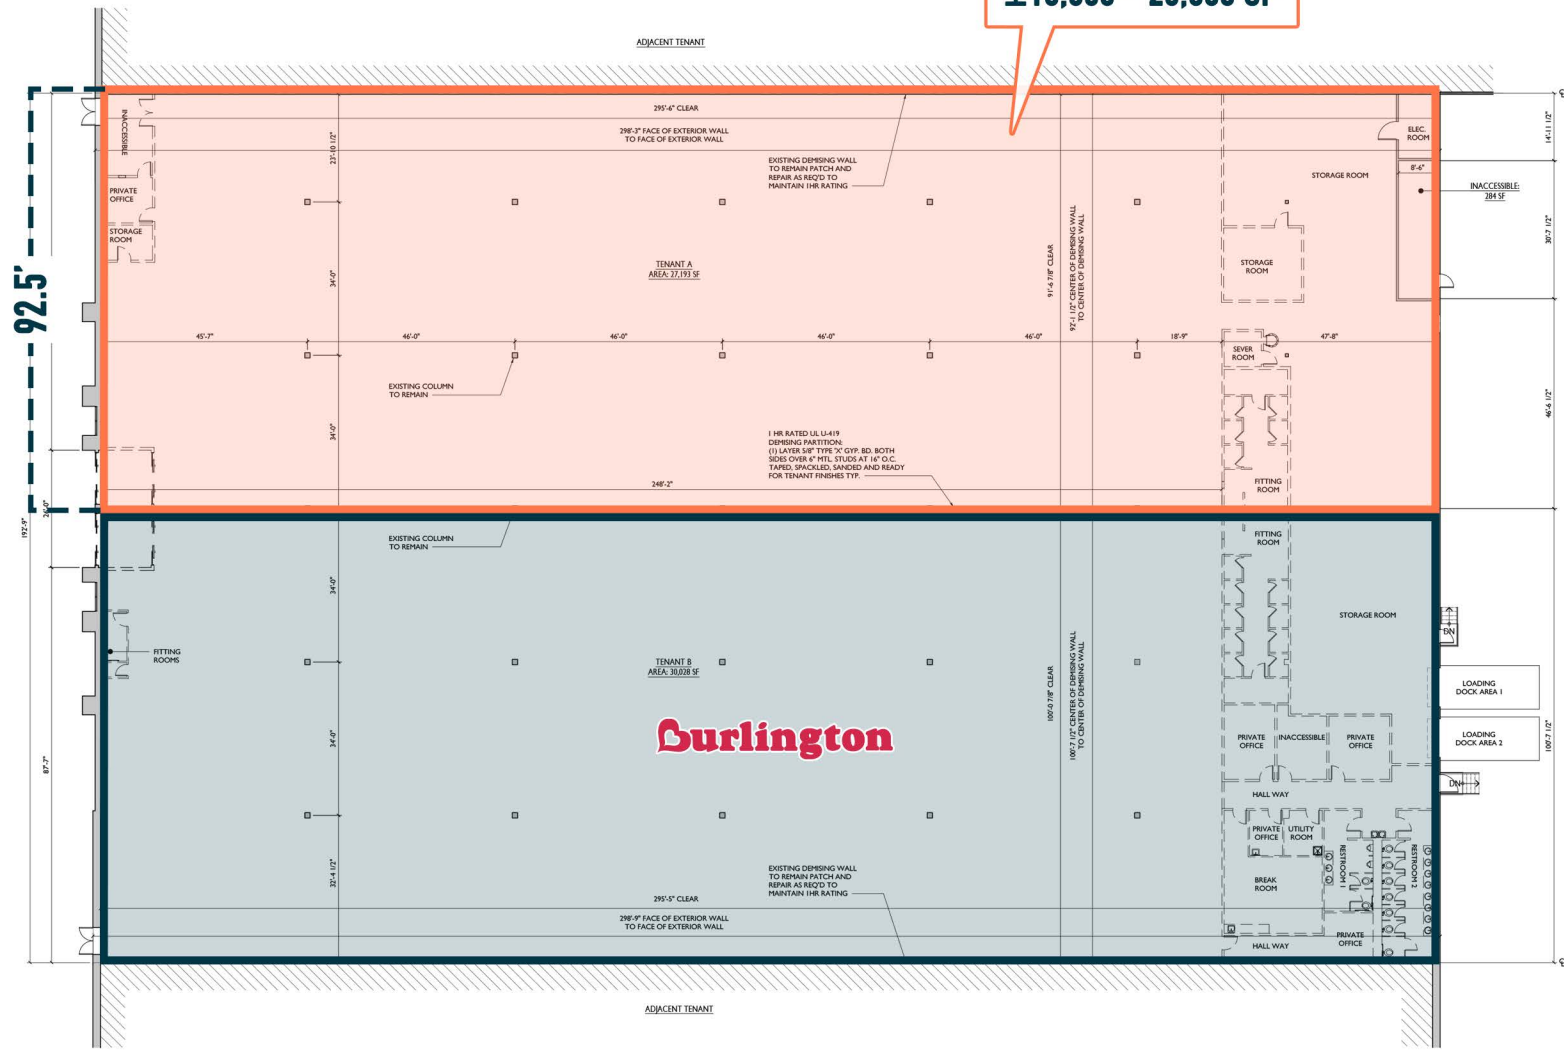 ADJACENT TENANT
295'-6" CLEAR
298'-3" FACE OF EXTERIOR WALL
TO FACE OF EXTERIOR WALL
INACCESSIBLE
23'-10 1/2"
EXISTING DEMISING WALL
TO REMAIN PATCH AND
REPAIR AS REQ'D TO
MAINTAIN 1HR RATING
ELEC.
ROOM
14'-11 1/2"
8'-6"
STORAGE ROOM
INACCESSIBLE:
284 SF
PRIVATE
OFFICE
STORAGE
ROOM
30'-7 1/2"
TENANT A
AREA: 27,193 SF
34'-0"
91'-6 7/8" CLEAR
92'-1 1/2" CENTER OF DEMISING WALL
TO CENTER OF DEMISING WALL
STORAGE
ROOM
92.5'
45'-7"
46'-0"
46'-0"
46'-0"
46'-0"
18'-9"
47'-8"
SEVER
ROOM
EXISTING COLUMN
TO REMAIN
46'-6 1/2"
34'-0"
1 HR RATED UL U-419
DEMISING PARTITION:
(1) LAYER 5/8" TYPE 'X' GYP. BD. BOTH
SIDES OVER 6" MTL. STUDS AT 16" O.C.
TAPED, SPACKLED, SANDED AND READY
FOR TENANT FINISHES TYP.
248'-2"
FITTING
ROOM
192'-9"
EXISTING COLUMN
TO REMAIN
FITTING
ROOM
34'-0"
STORAGE ROOM
DN
FITTING
ROOMS
TENANT B
AREA: 30,028 SF
100'-0 7/8" CLEAR
100'-7 1/2" CENTER OF DEMISING WALL
TO CENTER OF DEMISING WALL
LOADING
DOCK AREA 1
Burlington
34'-0"
PRIVATE
OFFICE
INACCESSIBLE
PRIVATE
OFFICE
LOADING
DOCK AREA 2
100'-7 1/2"
87'-7"
DN
HALL WAY
PRIVATE
OFFICE
UTILITY
ROOM
RESTROOM 1
RESTROOM 2
32'-4 1/2"
EXISTING DEMISING WALL
TO REMAIN PATCH AND
REPAIR AS REQ'D TO
MAINTAIN 1HR RATING
BREAK
ROOM
295'-5" CLEAR
298'-9" FACE OF EXTERIOR WALL
TO FACE OF EXTERIOR WALL
HALL WAY
PRIVATE
OFFICE
ADJACENT TENANT